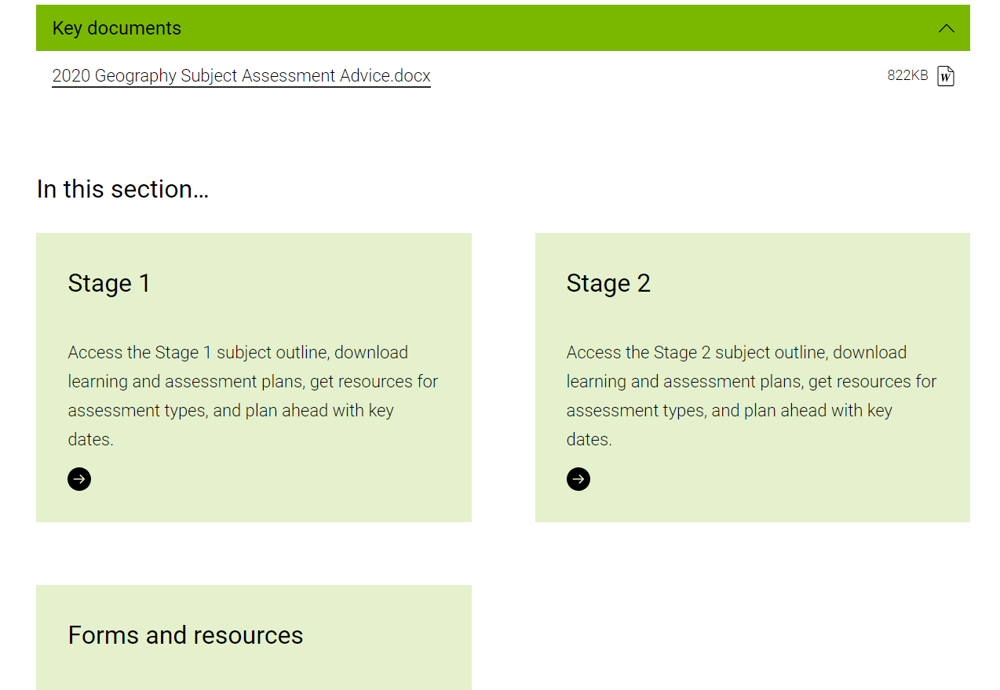 Key documents
2020 Geography Subject Assessment Advice.docx 822KB W
In this section…
Stage 1
Access the Stage 1 subject outline, download
learning and assessment plans, get resources for
assessment types, and plan ahead with key
dates.
Stage 2
Access the Stage 2 subject outline, download
learning and assessment plans, get resources for
assessment types, and plan ahead with key
dates.
Forms and resources